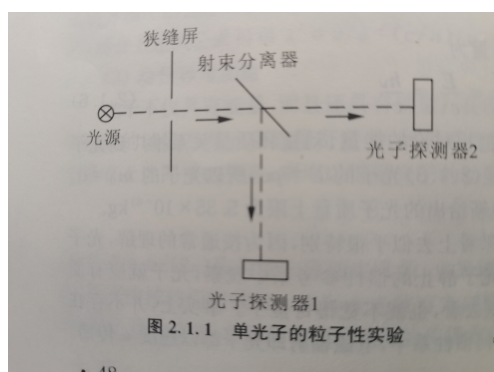 狭缝屏
射束分离器
光源
光子探测器2
光子探测器1
图 2.1.1 单光子的粒子性实验